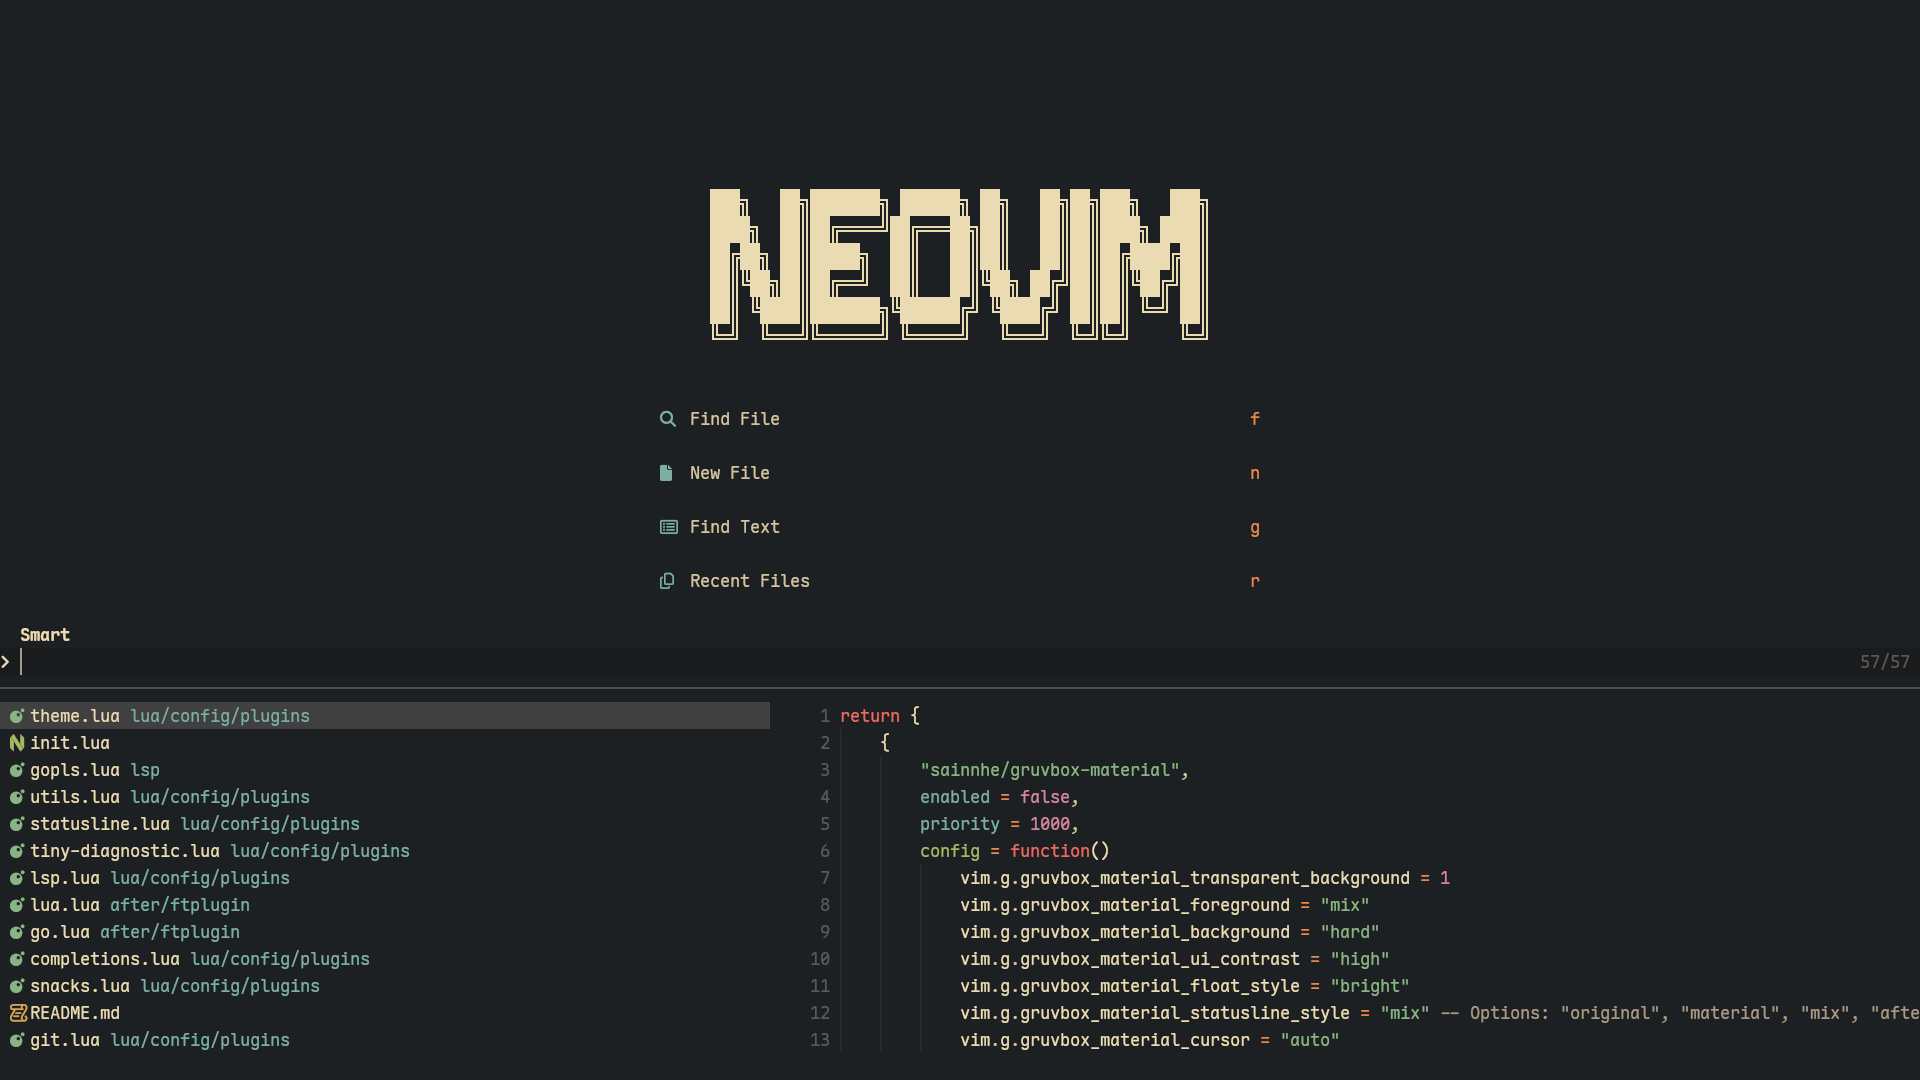 NEOVIM
Find File f
New File n
Find Text g
Recent Files r
Smart
> 57/57
theme.lua lua/config/plugins
init.lua
gopls.lua lsp
utils.lua lua/config/plugins
statusline.lua lua/config/plugins
tiny-diagnostic.lua lua/config/plugins
lsp.lua lua/config/plugins
lua.lua after/ftplugin
go.lua after/ftplugin
completions.lua lua/config/plugins
snacks.lua lua/config/plugins
README.md
git.lua lua/config/plugins
1 return {
2 {
3 "sainnhe/gruvbox-material",
4 enabled = false,
5 priority = 1000,
6 config = function()
7 vim.g.gruvbox_material_transparent_background = 1
8 vim.g.gruvbox_material_foreground = "mix"
9 vim.g.gruvbox_material_background = "hard"
10 vim.g.gruvbox_material_ui_contrast = "high"
11 vim.g.gruvbox_material_float_style = "bright"
12 vim.g.gruvbox_material_statusline_style = "mix" -- Options: "original", "material", "mix", "afte
13 vim.g.gruvbox_material_cursor = "auto"